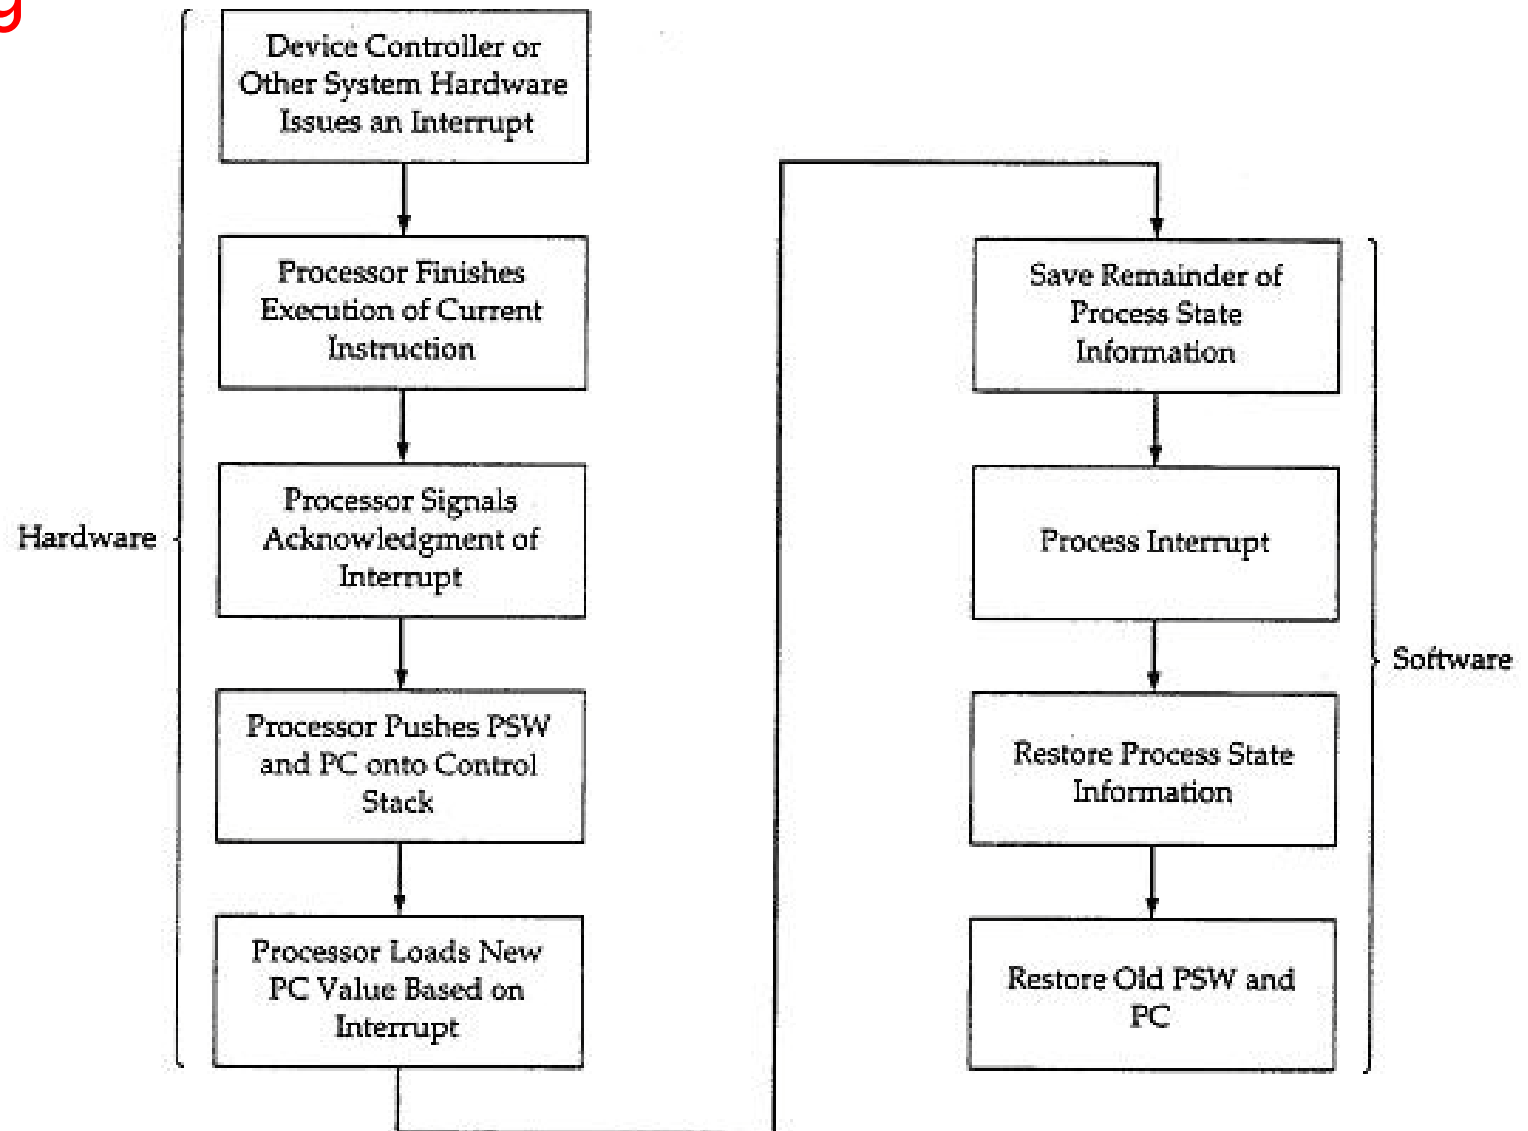 g
Device Controller or
Other System Hardware
Issues an Interrupt
Processor Finishes
Execution of Current
Instruction
Processor Signals
Acknowledgment of
Interrupt
Processor Pushes PSW
and PC onto Control
Stack
Processor Loads New
PC Value Based on
Interrupt
Hardware
Save Remainder of
Process State
Information
Process Interrupt
Restore Process State
Information
Restore Old PSW and
PC
Software